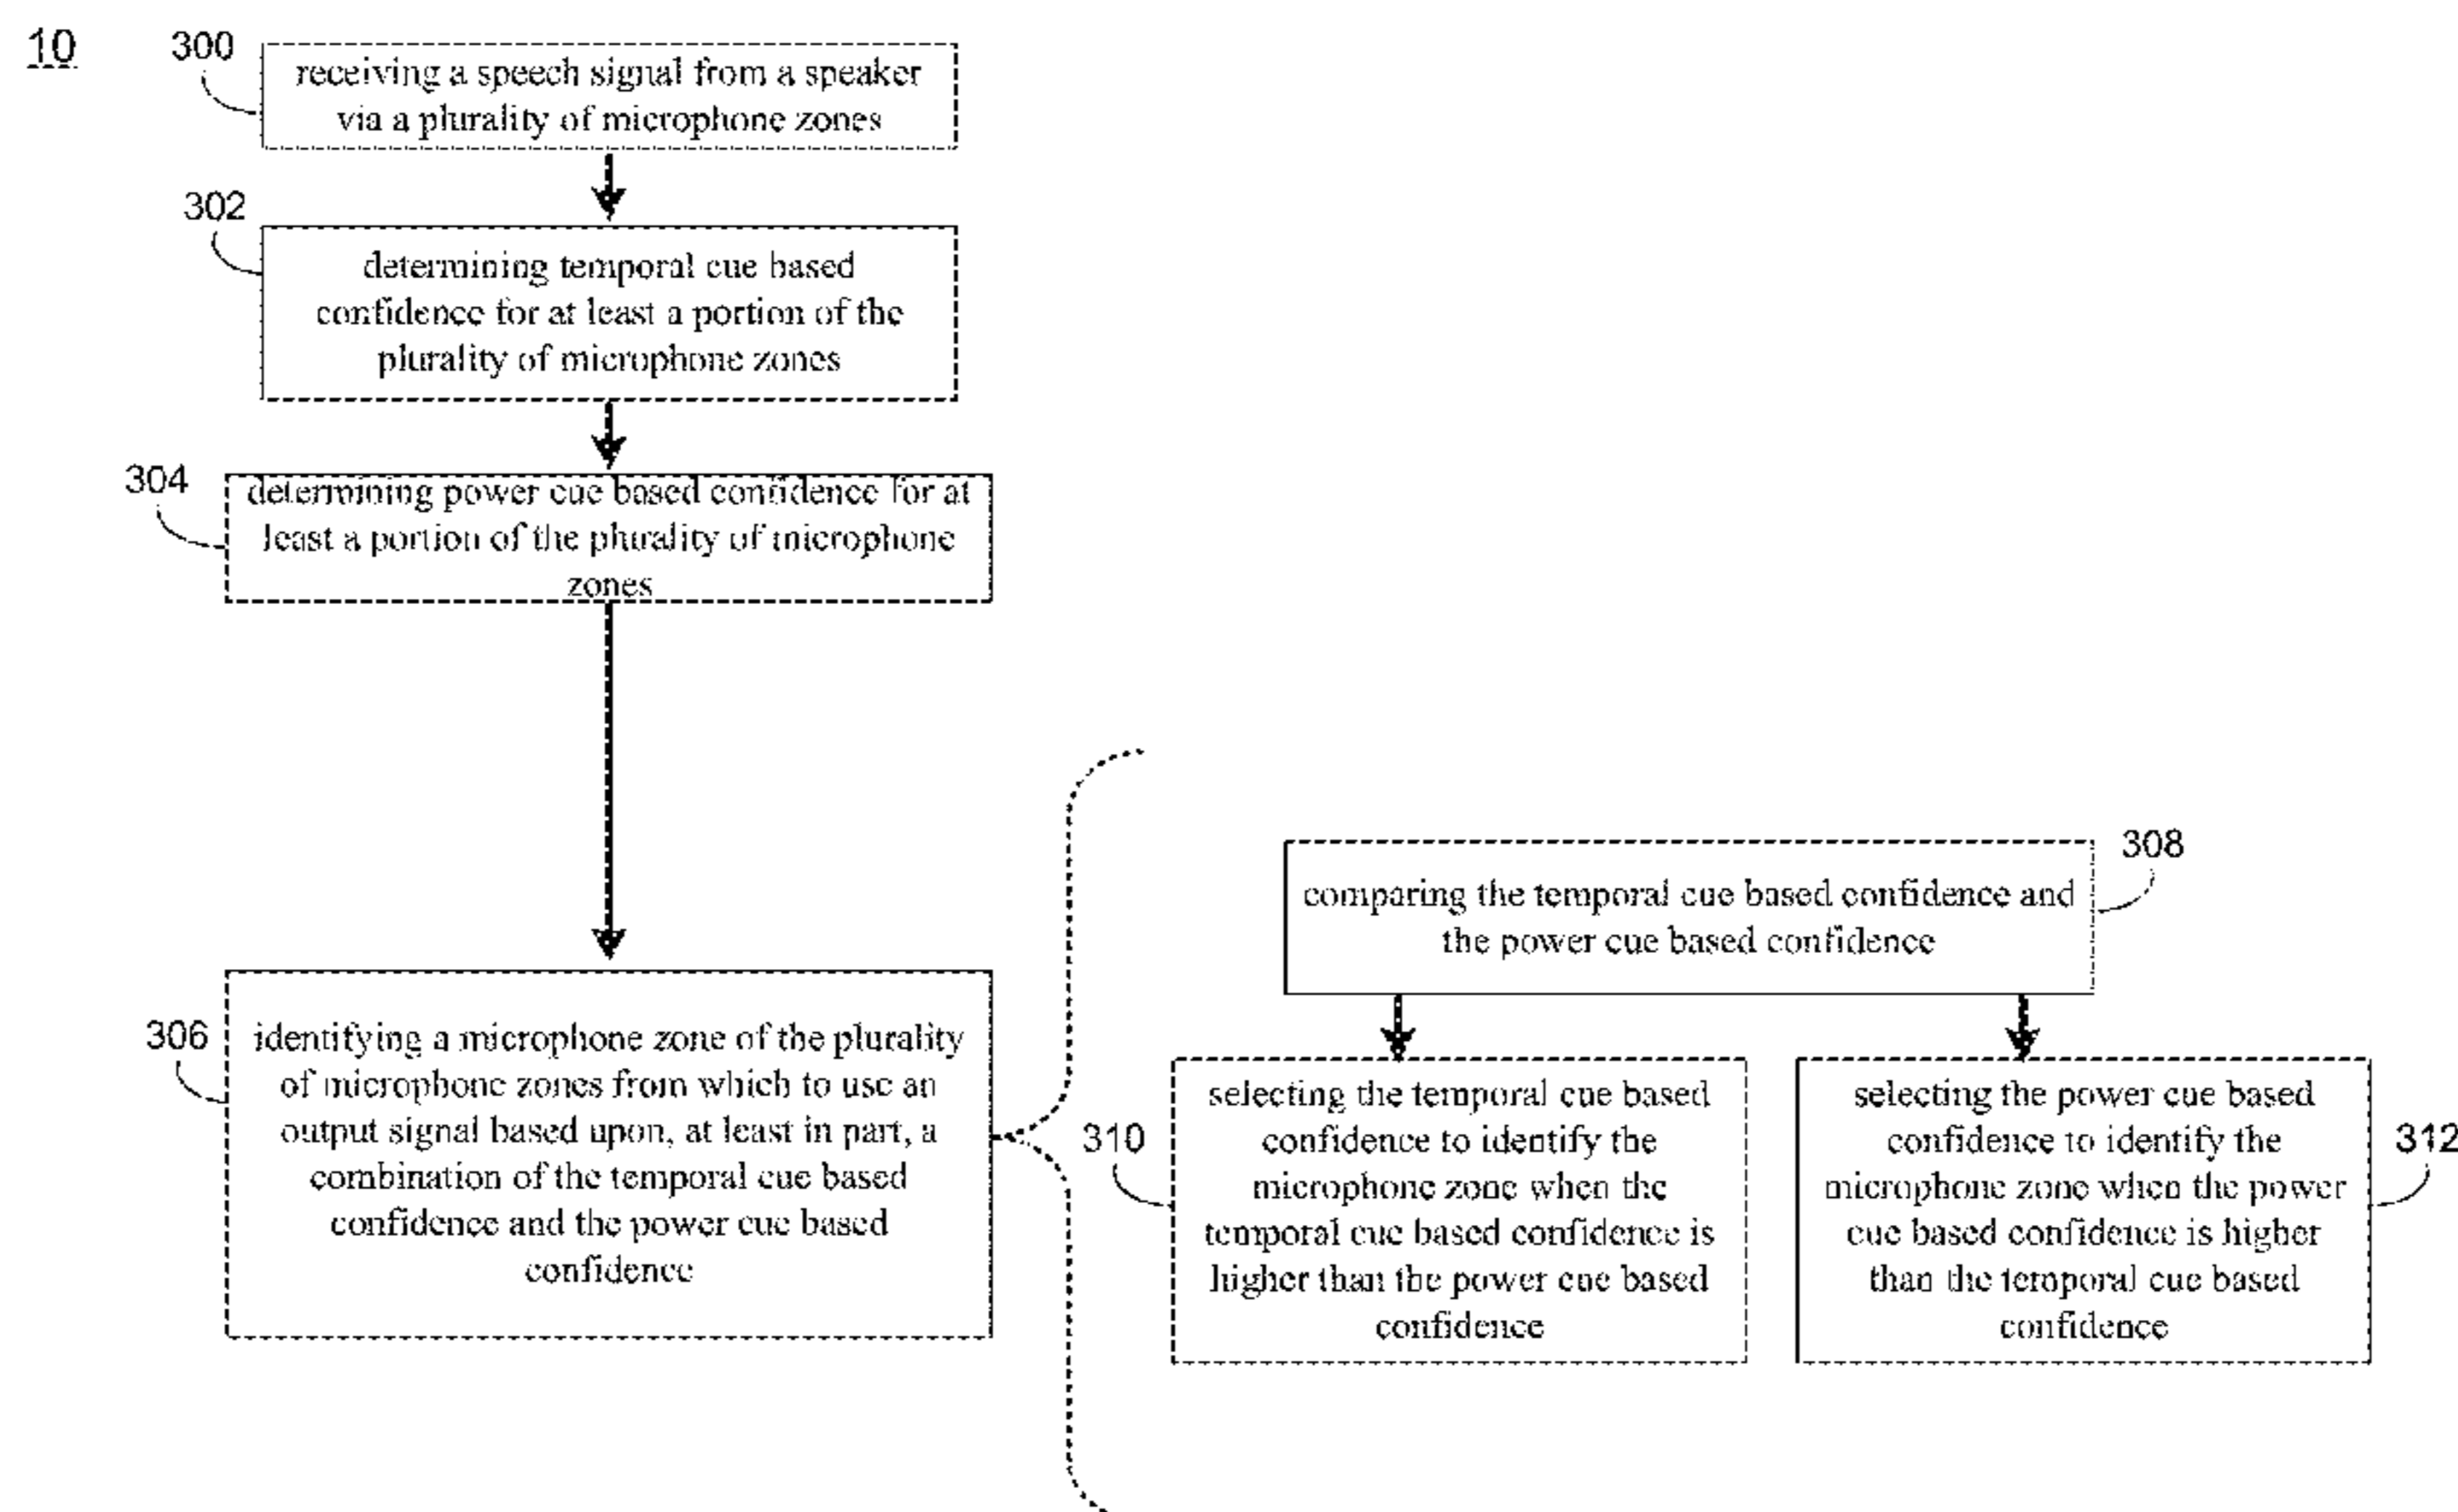 10
300
receiving a speech signal from a speaker
via a plurality of microphone zones
302
determining temporal cue based
confidence for at least a portion of the
plurality of microphone zones
304
determining power cue based confidence for at
least a portion of the plurality of microphone
zones
306
identifying a microphone zone of the plurality
of microphone zones from which to use an
output signal based upon, at least in part, a
combination of the temporal cue based
confidence and the power cue based
confidence
308
comparing the temporal cue based confidence and
the power cue based confidence
310
selecting the temporal cue based
confidence to identify the
microphone zone when the
temporal cue based confidence is
higher than the power cue based
confidence
312
selecting the power cue based
confidence to identify the
microphone zone when the power
cue based confidence is higher
than the temporal cue based
confidence